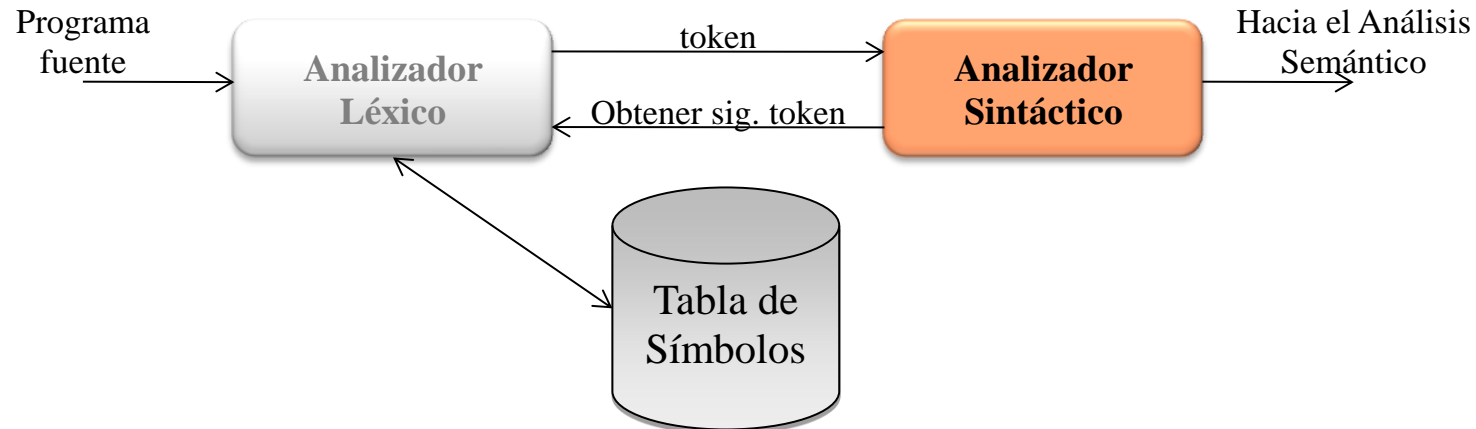 Programa
fuente
Analizador
Léxico
token
Obtener sig. token
Analizador
Sintáctico
Hacia el Análisis
Semántico
Tabla de
Símbolos